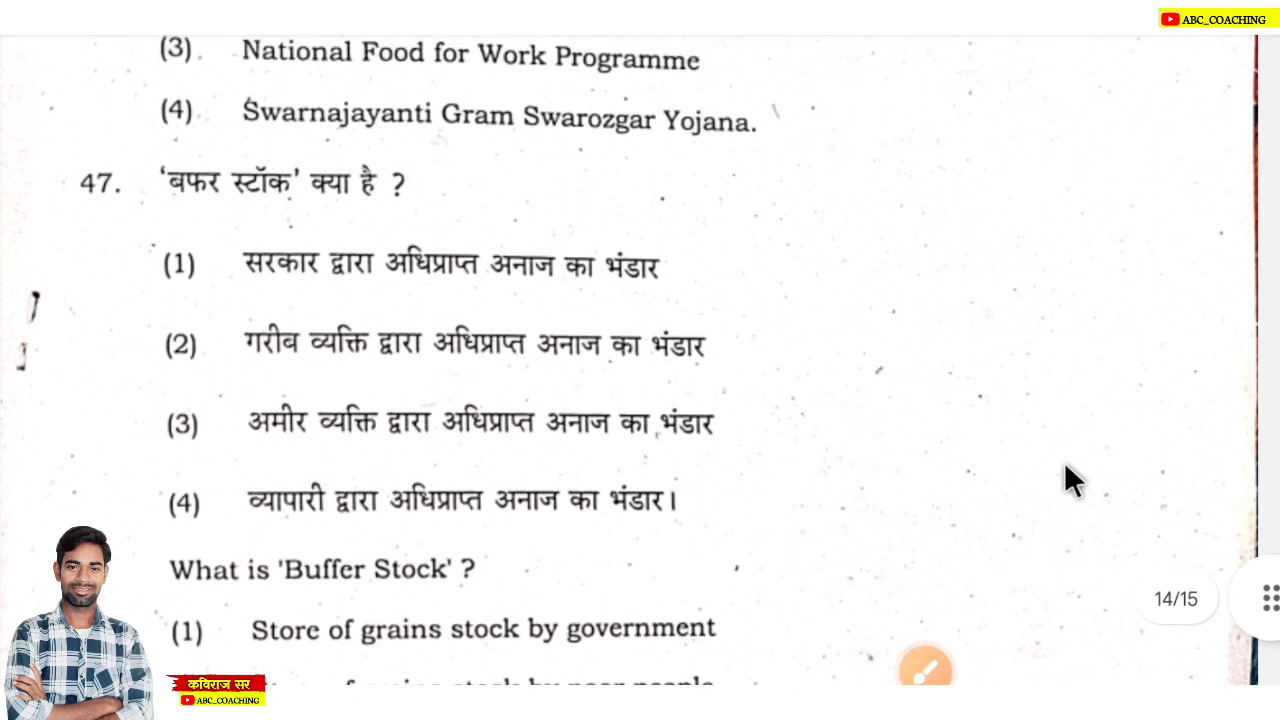 ABC_COACHING
(3). National Food for Work Programme
(4). Swarnajayanti Gram Swarozgar Yojana.
47. 'बफर स्टॉक' क्या है ?
(1) सरकार द्वारा अधिप्राप्त अनाज का भंडार
(2) गरीब व्यक्ति द्वारा अधिप्राप्त अनाज का भंडार
(3) अमीर व्यक्ति द्वारा अधिप्राप्त अनाज का भंडार
(4) व्यापारी द्वारा अधिप्राप्त अनाज का भंडार।
What is 'Buffer Stock' ?
(1) Store of grains stock by government
14/15
कविराज सर
ABC_COACHING